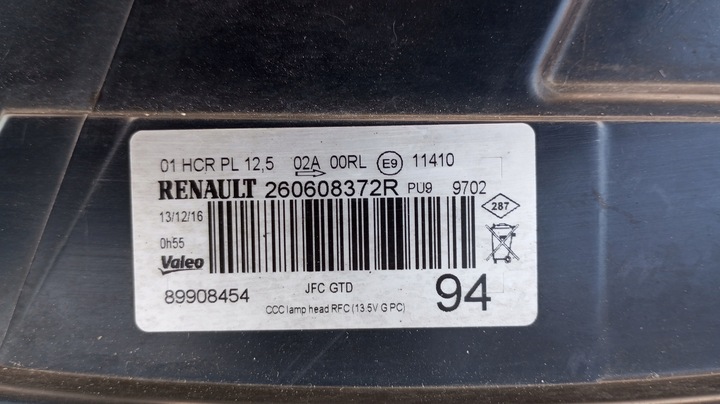 01 HCR PL 12,5 02A 00RL E9 11410
RENAULT 260608372R PU9 9702
13/12/16
287
0h55
Valeo
89908454 JFC GTD 94
CCC lamp head RFC (13.5V G PC)